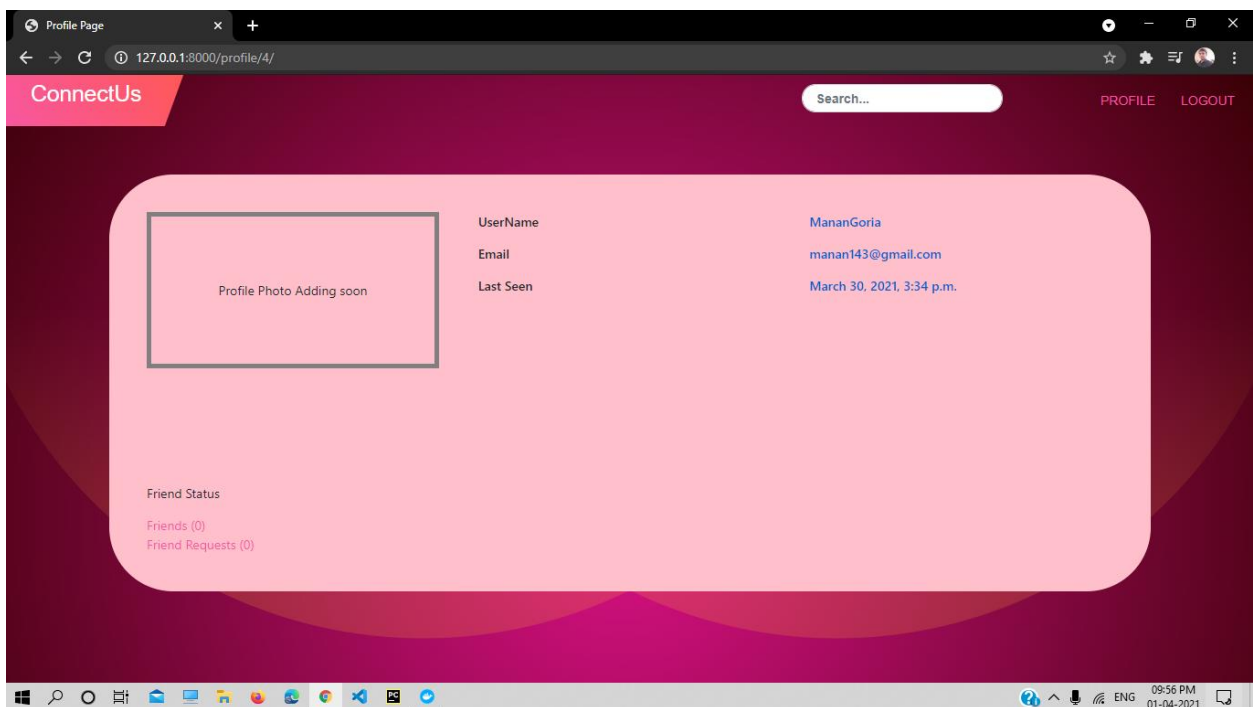 Profile Page
127.0.0.1:8000/profile/4/
ConnectUs
Search...
PROFILE LOGOUT
Profile Photo Adding soon
UserName MananGoria
Email manan143@gmail.com
Last Seen March 30, 2021, 3:34 p.m.
Friend Status
Friends (0)
Friend Requests (0)
PC
ENG
09:56 PM
01-04-2021